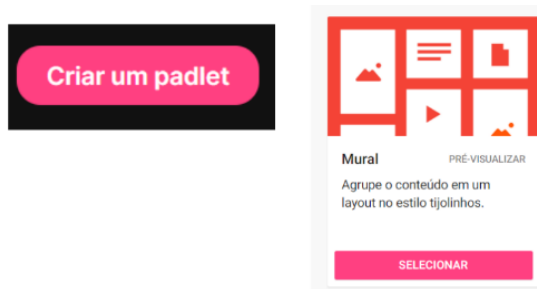 Criar um padlet
Mural
PRÉ-VISUALIZAR
Agrupe o conteúdo em um
layout no estilo tijolinhos.
SELECIONAR